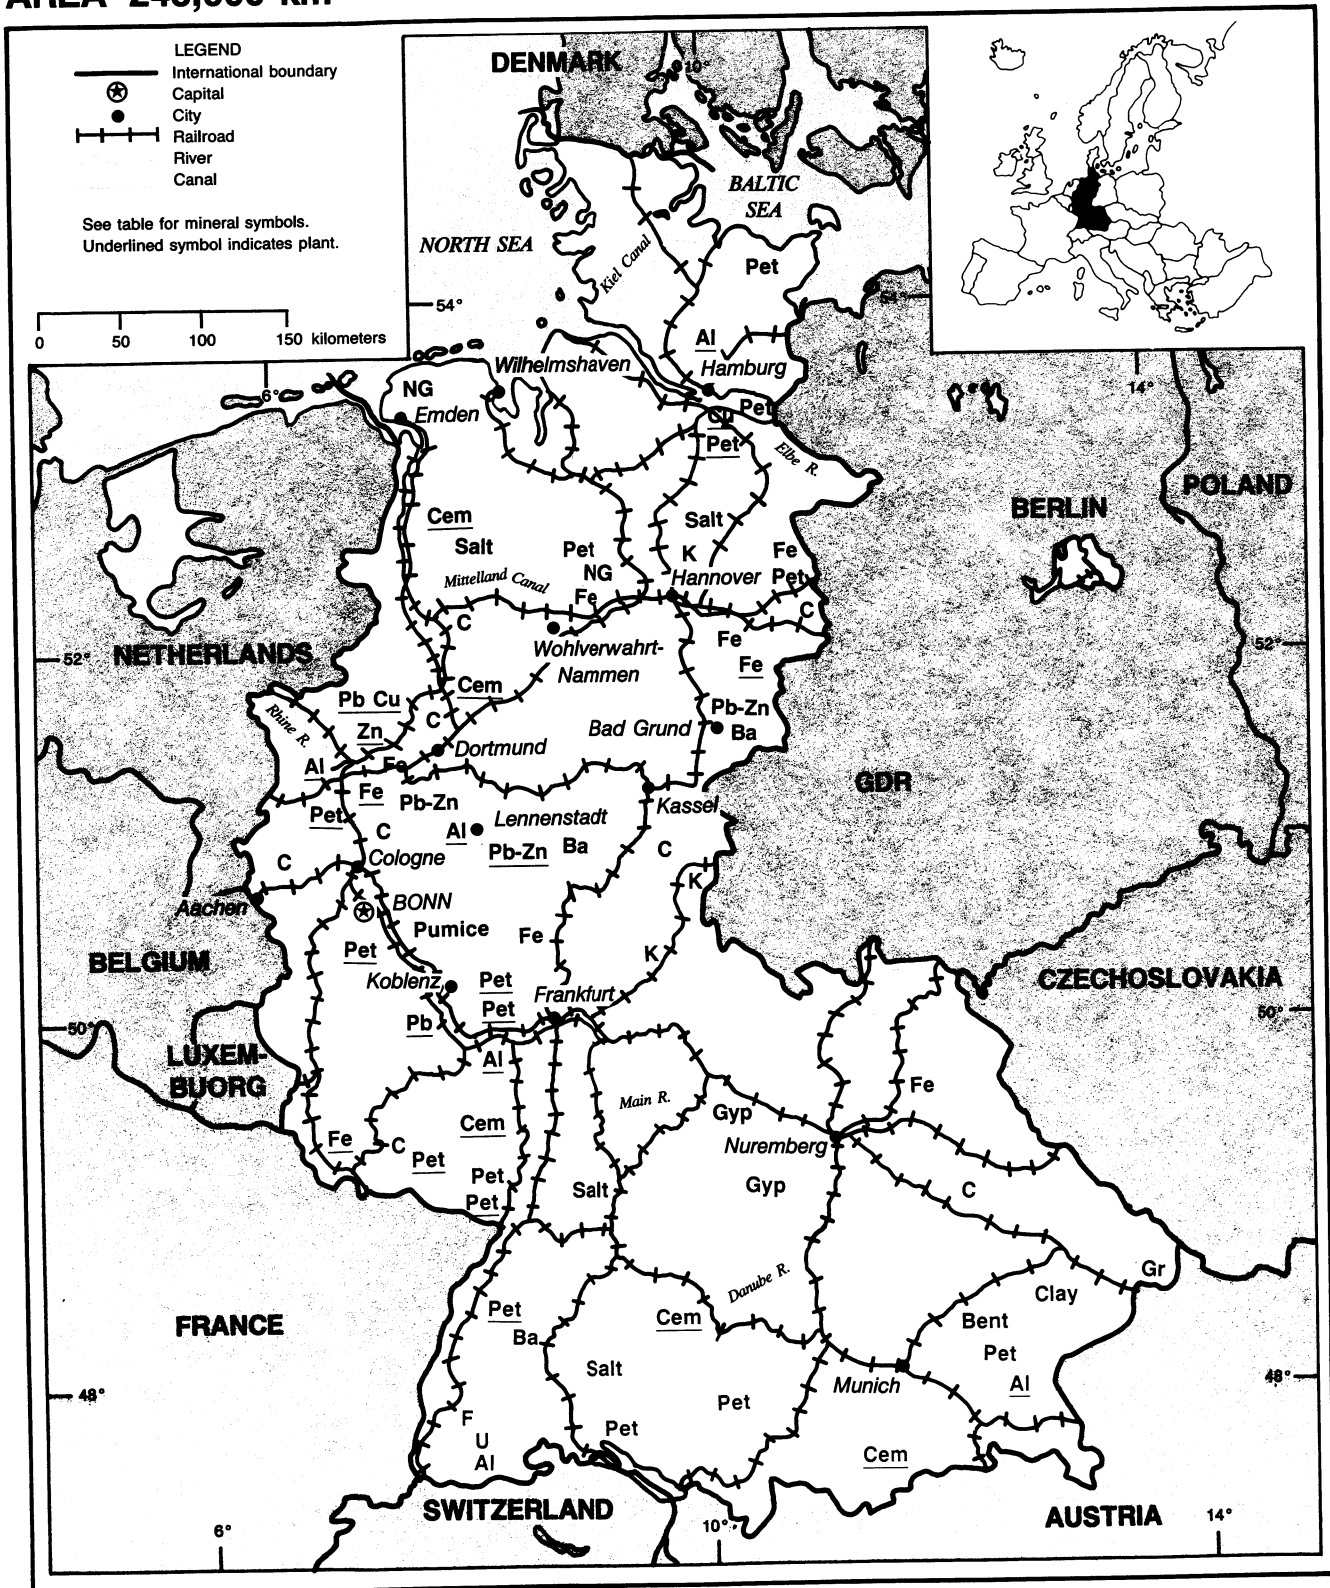 LEGEND
International boundary
Capital
City
Railroad
River
Canal
See table for mineral symbols.
Underlined symbol indicates plant.
0 50 100 150 kilometers
DENMARK
10°
BALTIC
SEA
NORTH SEA
Kiel Canal
Pet
54°
54°
Al
Wilhelmshaven
Hamburg
14°
6°
NG
Emden
Pet
Cu
Pet
Elbe R.
POLAND
BERLIN
Cem
Salt
Salt
Pet
K
Fe
NG
Hannover
Pet
Mittelland Canal
Fe
C
C
Fe
Wohlverwahrt-
Nammen
NETHERLANDS
52°
52°
Fe
Cem
Pb Cu
Rhine R.
C
Zn
Pb-Zn
Bad Grund
Ba
Dortmund
Al
Fe
GDR
Fe
Pb-Zn
Kassel
Pet
Lennenstadt
C
Al
Pb-Zn
Ba
C
C
Cologne
K
Aachen
BONN
Pumice
Fe
Pet
K
BELGIUM
CZECHOSLOVAKIA
Koblenz
Pet
Frankfurt
Pet
50°
50°
Pb
LUXEM-
BUORG
Al
Fe
Main R.
Gyp
Cem
Fe
C
Nuremberg
Pet
Pet
Gyp
Salt
C
Pet
Gr
Danube R.
Clay
Pet
Cem
Bent
FRANCE
Ba
Pet
Salt
Al
48°
48°
Munich
Pet
F
Pet
U
Al
Cem
SWITZERLAND
AUSTRIA
6°
10°
14°